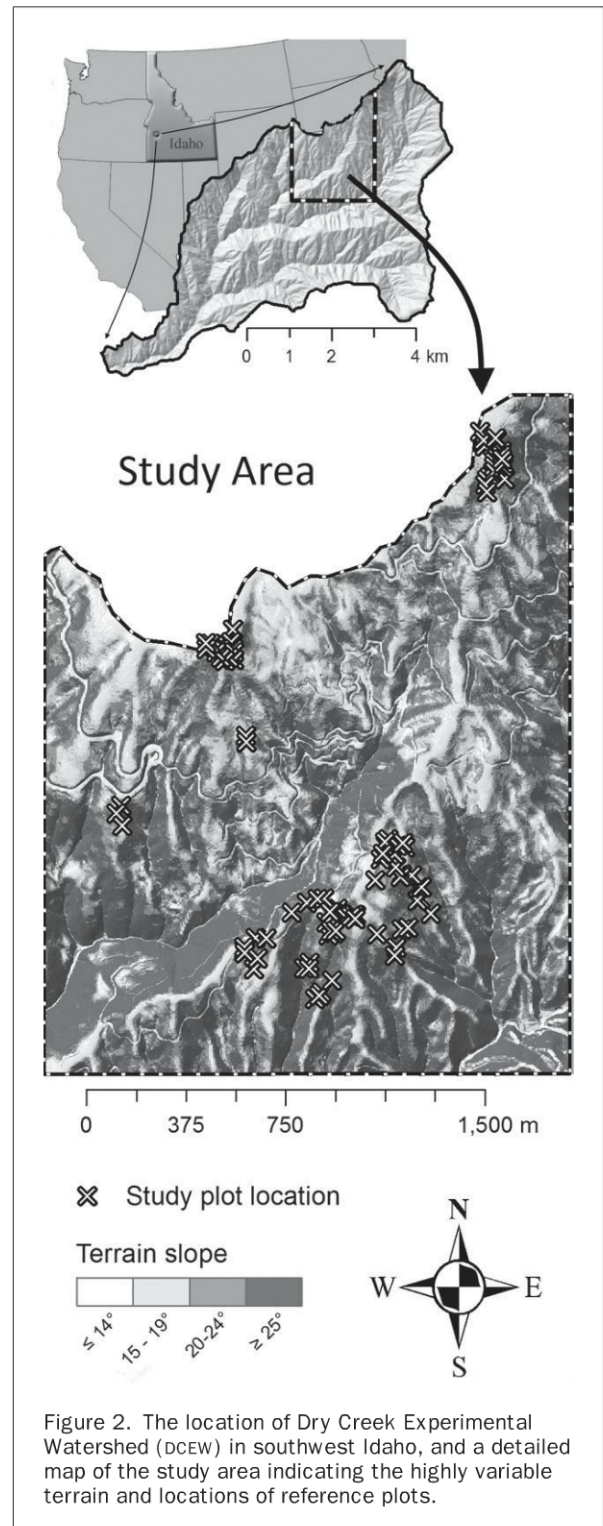 Idaho
0 1 2 4 km
Study Area
0 375 750 1,500 m
Study plot location
Terrain slope
≤ 14°
15 - 19°
20-24°
≥ 25°
N
W
E
S
Figure 2. The location of Dry Creek Experimental
Watershed (DCEW) in southwest Idaho, and a detailed
map of the study area indicating the highly variable
terrain and locations of reference plots.